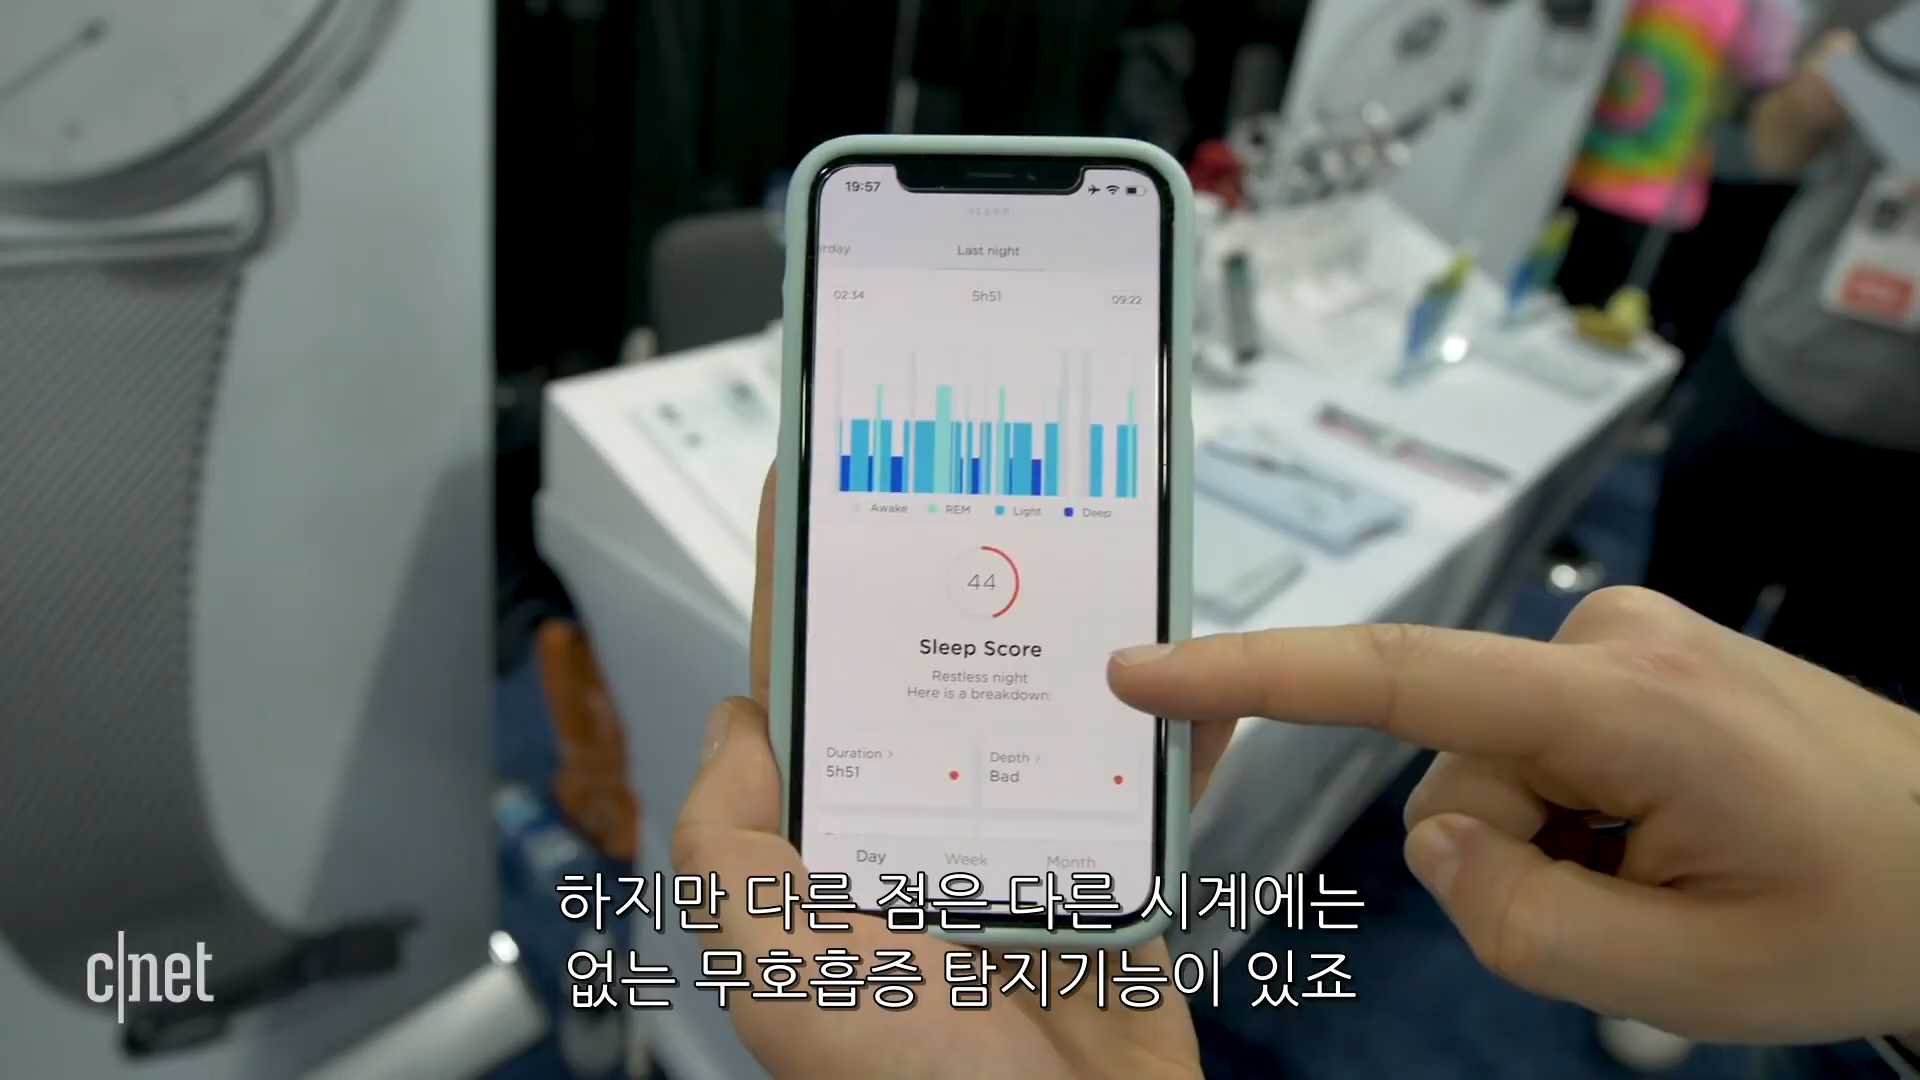 19:57
Last night
02:34
5h51
09:22
Awake REM Light Deep
44
Sleep Score
Restless night
Here is a breakdown:
Duration >
5h51
Depth >
Bad
Day Week Month
하지만 다른 점은 다른 시계에는
없는 무호흡증 탐지기능이 있죠
c|net